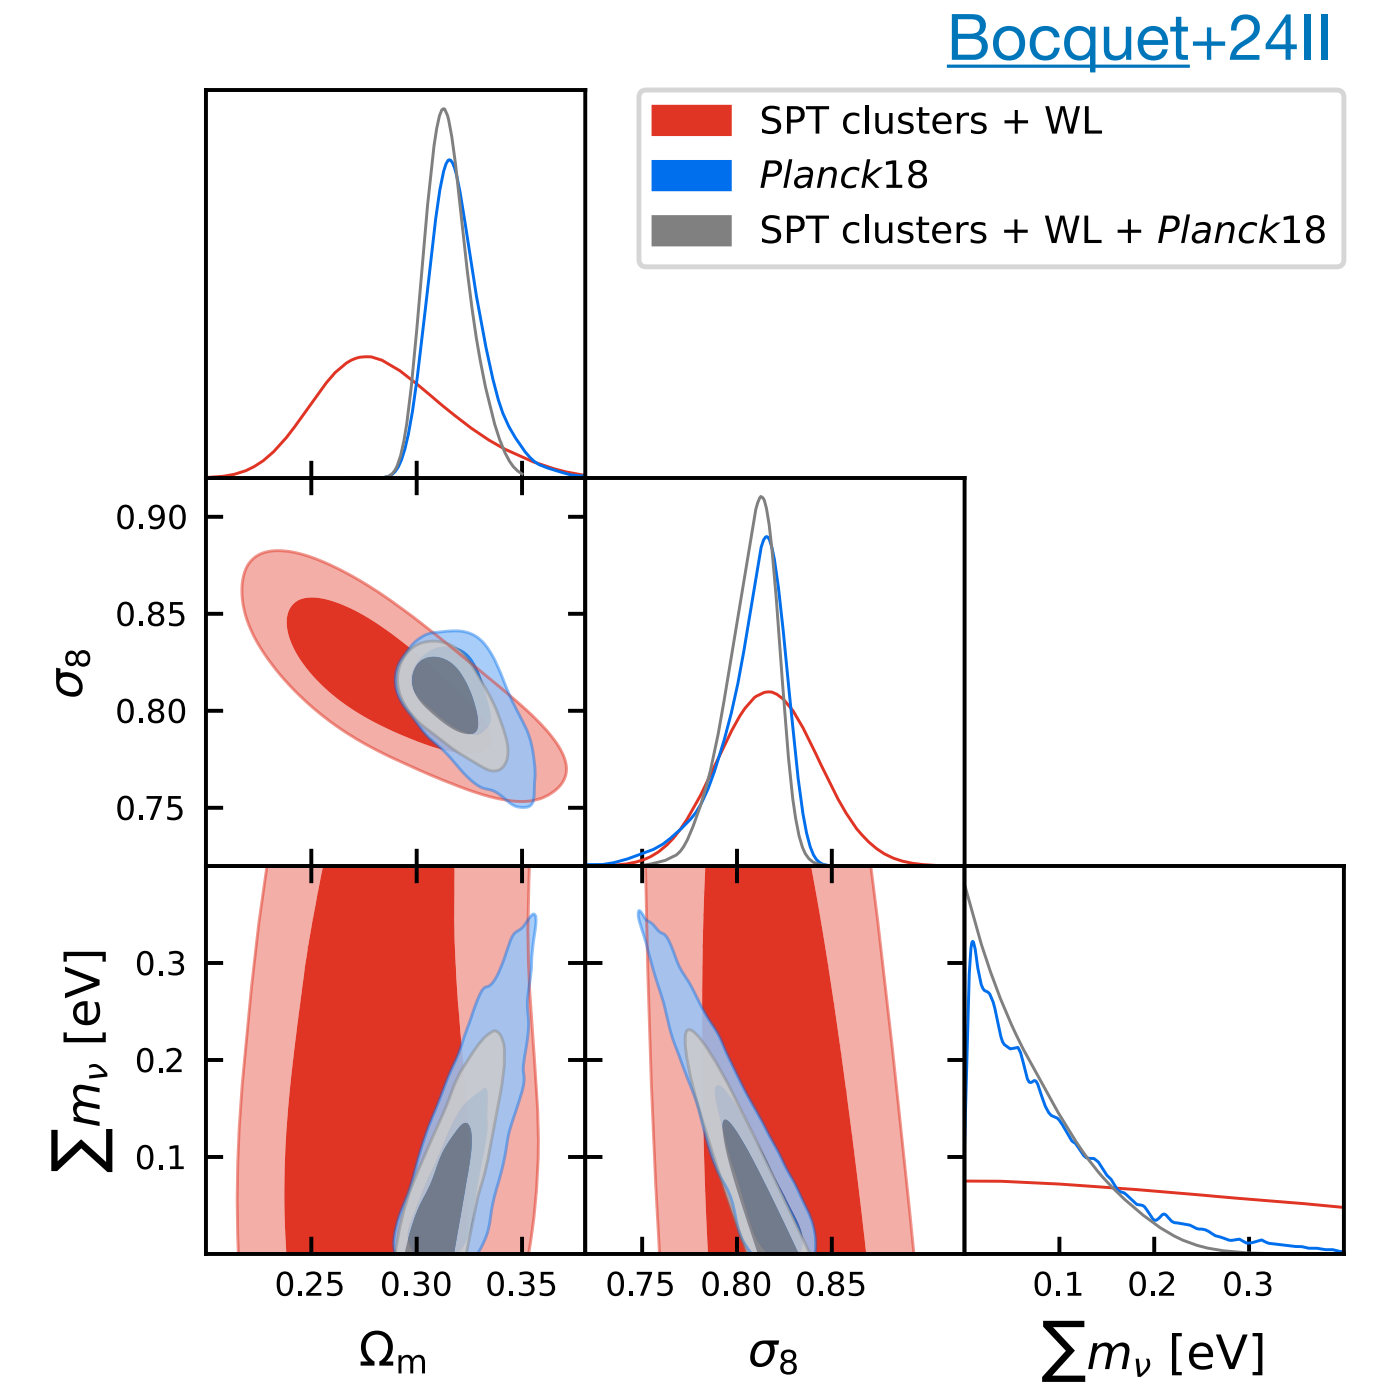 Bocquet+24II
SPT clusters + WL
Planck18
SPT clusters + WL + Planck18
σ8
0.90
0.85
0.80
0.75
∑mν [eV]
0.3
0.2
0.1
0.25 0.30 0.35 0.75 0.80 0.85 0.1 0.2 0.3
Ωm σ8 ∑mν [eV]